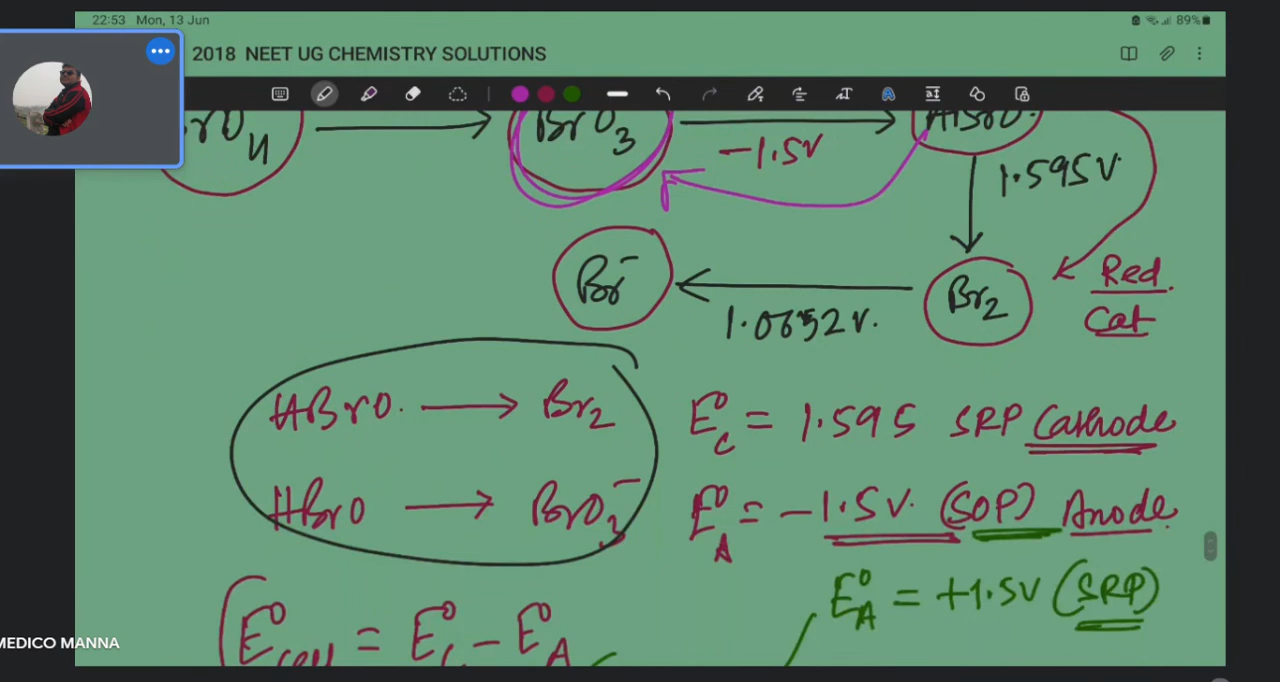 22:53 Mon, 13 Jun 89%
2018 NEET UG CHEMISTRY SOLUTIONS
BrO4 → BrO3 → HBrO
-1.5V
1.595V
Br⁻ ← Br2
1.0652V.
Red.
Cat
HBrO. → Br2
E°C = 1.595 SRP Cathode
HBrO → BrO3⁻
E°A = -1.5V. (SOP) Anode
E°A = +1.5V (SRP)
E°cell = E°C - E°A
MEDICO MANNA